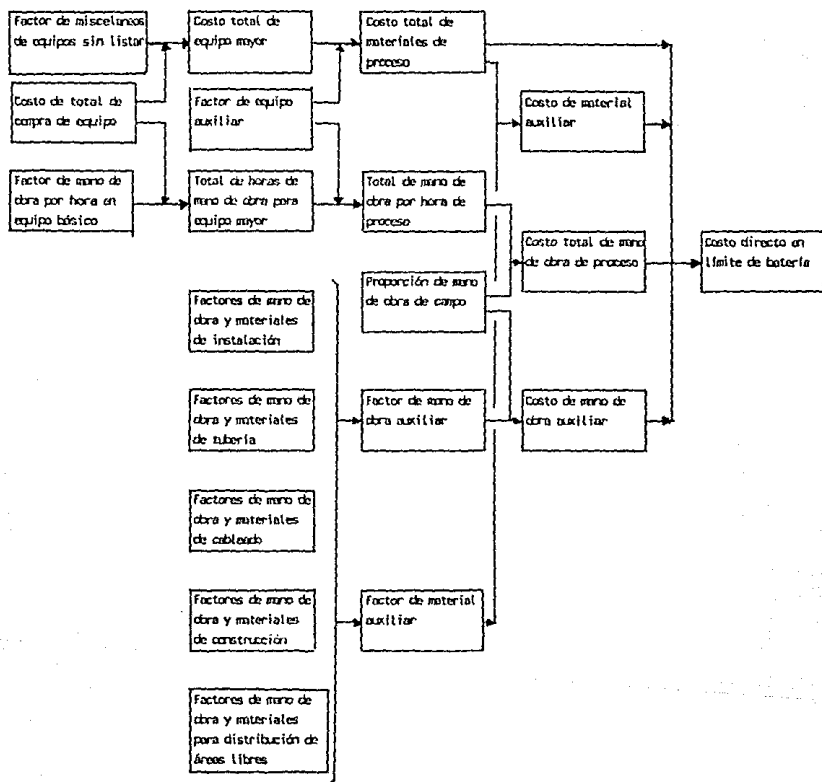 Factor de miscelaneos
de equipos sin listar
Costo total de
equipo mayor
Costo total de
materiales de
proceso
Costo de total de
compra de equipo
Factor de equipo
auxiliar
Costo de material
auxiliar
Factor de mano de
obra por hora en
equipo básico
Total de horas de
mano de obra para
equipo mayor
Total de mano de
obra por hora de
proceso
Costo total de mano
de obra de proceso
Costo directo en
límite de batería
Proporción de mano
de obra de campo
Factores de mano de
obra y materiales
de instalación
Factores de mano de
obra y materiales
de tubería
Factor de mano de
obra auxiliar
Costo de mano de
obra auxiliar
Factores de mano de
obra y materiales
de cableado
Factores de mano de
obra y materiales
de construcción
Factor de material
auxiliar
Factores de mano de
obra y materiales
para distribución de
áreas libres